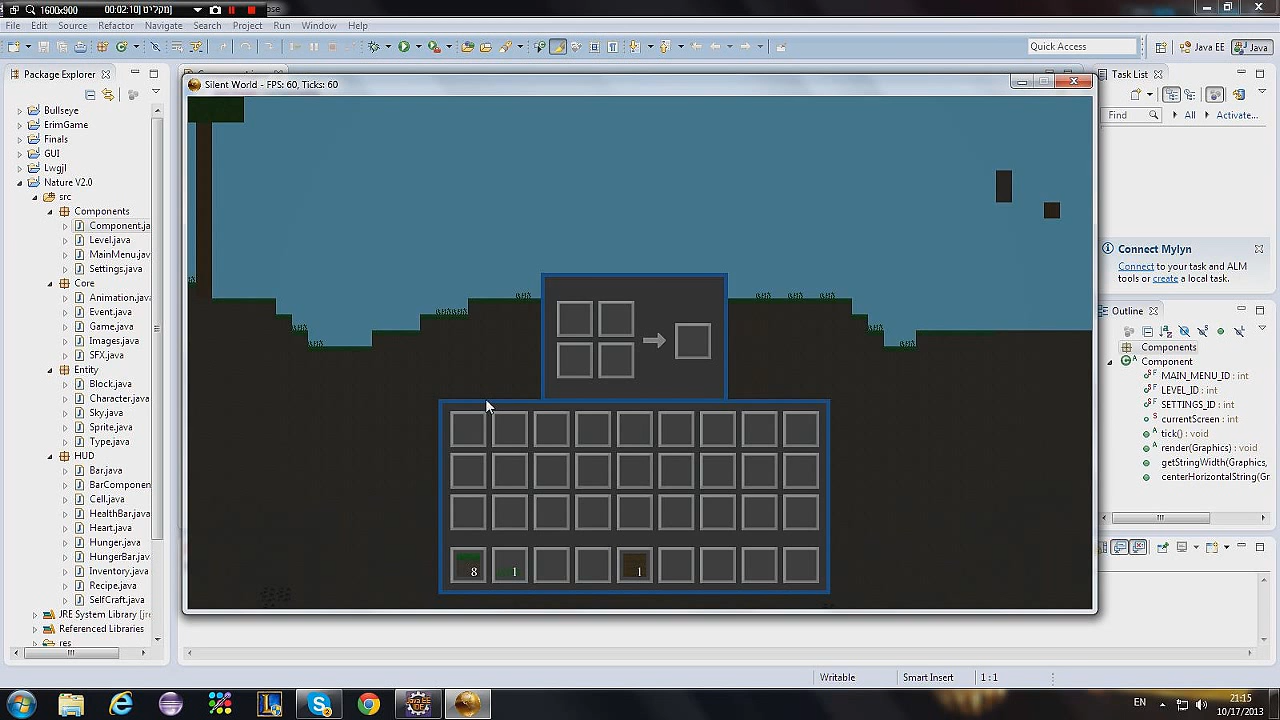 1600x900
00:02:10
[מקליט]
File Edit Source Refactor Navigate Search Project Run Window Help
Quick Access
Java EE
Java
Package Explorer
Bullseye
ErimGame
Finals
GUI
Lwgjl
Nature V2.0
src
Components
Component.ja
Level.java
MainMenu.java
Settings.java
Core
Animation.java
Event.java
Game.java
Images.java
SFX.java
Entity
Block.java
Character.java
Sky.java
Sprite.java
Type.java
HUD
Bar.java
BarComponen
Cell.java
HealthBar.java
Heart.java
Hunger.java
HungerBar.java
Inventory.java
Recipe.java
SelfCraft.java
JRE System Library [jre
Referenced Libraries
res
Silent World - FPS: 60, Ticks: 60
8
1
1
Task List
Find
All
Activate...
Connect Mylyn
Connect to your task and ALM
tools or create a local task.
Outline
Components
Component
MAIN_MENU_ID : int
LEVEL_ID : int
SETTINGS_ID : int
currentScreen : int
tick() : void
render(Graphics) : void
getStringWidth(Graphics,
centerHorizontalString(Gr
Writable
Smart Insert
1 : 1
EN
21:15
10/17/2013